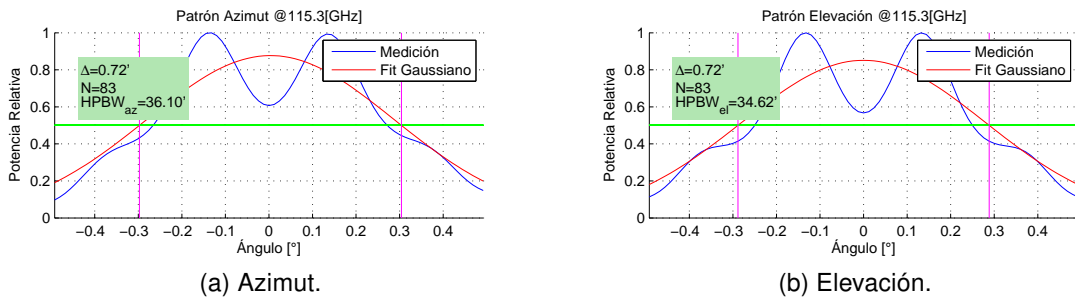 Patrón Azimut @115.3[GHz]
Potencia Relativa
1
0.8
0.6
0.4
0.2
0
Δ=0.72'
N=83
HPBW_az=36.10'
Medición
Fit Gaussiano
−0.4 −0.3 −0.2 −0.1 0 0.1 0.2 0.3 0.4
Ángulo [°]
(a) Azimut.
Patrón Elevación @115.3[GHz]
Potencia Relativa
1
0.8
0.6
0.4
0.2
0
Δ=0.72'
N=83
HPBW_el=34.62'
Medición
Fit Gaussiano
−0.4 −0.3 −0.2 −0.1 0 0.1 0.2 0.3 0.4
Ángulo [°]
(b) Elevación.